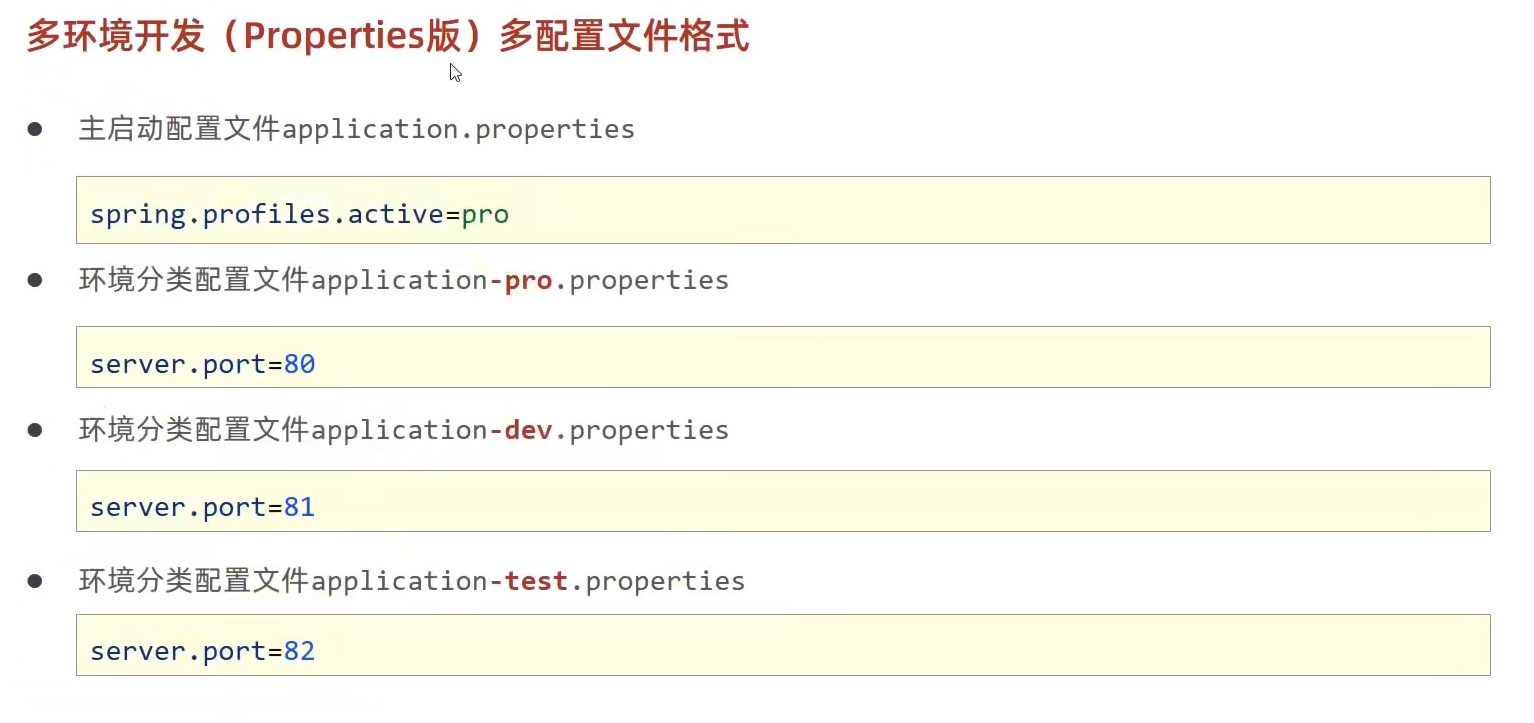 多环境开发（Properties版）多配置文件格式
● 主启动配置文件application.properties
spring.profiles.active=pro
● 环境分类配置文件application-pro.properties
server.port=80
● 环境分类配置文件application-dev.properties
server.port=81
● 环境分类配置文件application-test.properties
server.port=82